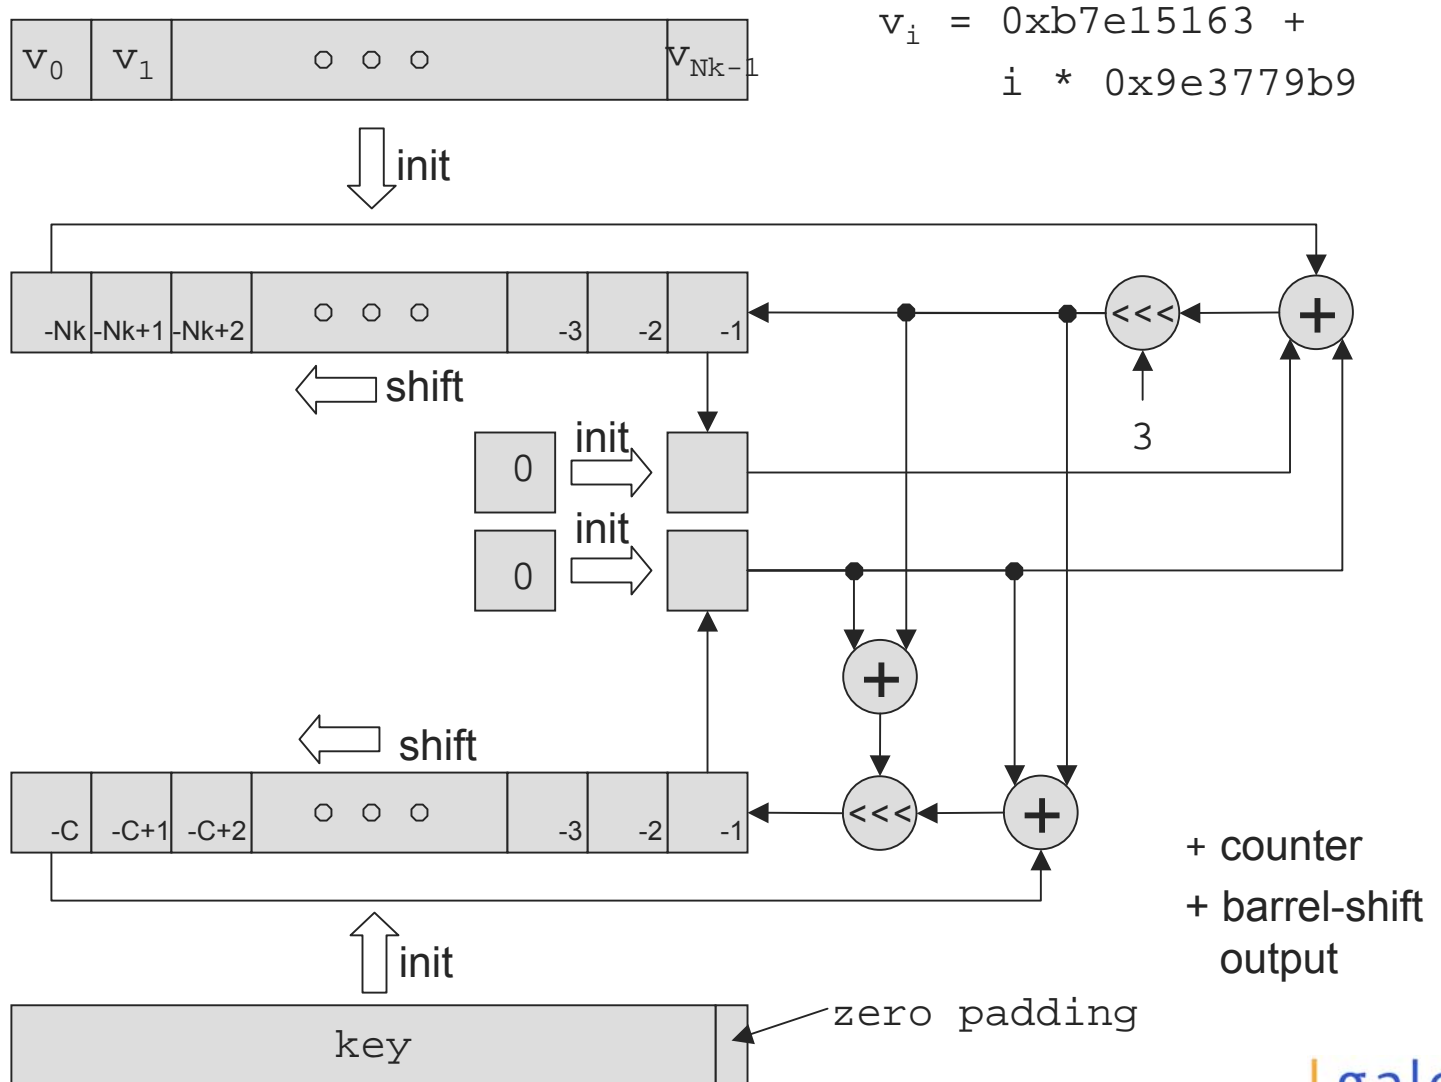 v0 v1 o o o vNk-1
vi = 0xb7e15163 +
i * 0x9e3779b9
init
-Nk -Nk+1 -Nk+2 o o o -3 -2 -1
<<< +
shift
3
0 init
0 init
+
shift
-C -C+1 -C+2 o o o -3 -2 -1
<<< +
+ counter
+ barrel-shift
output
init
key
zero padding